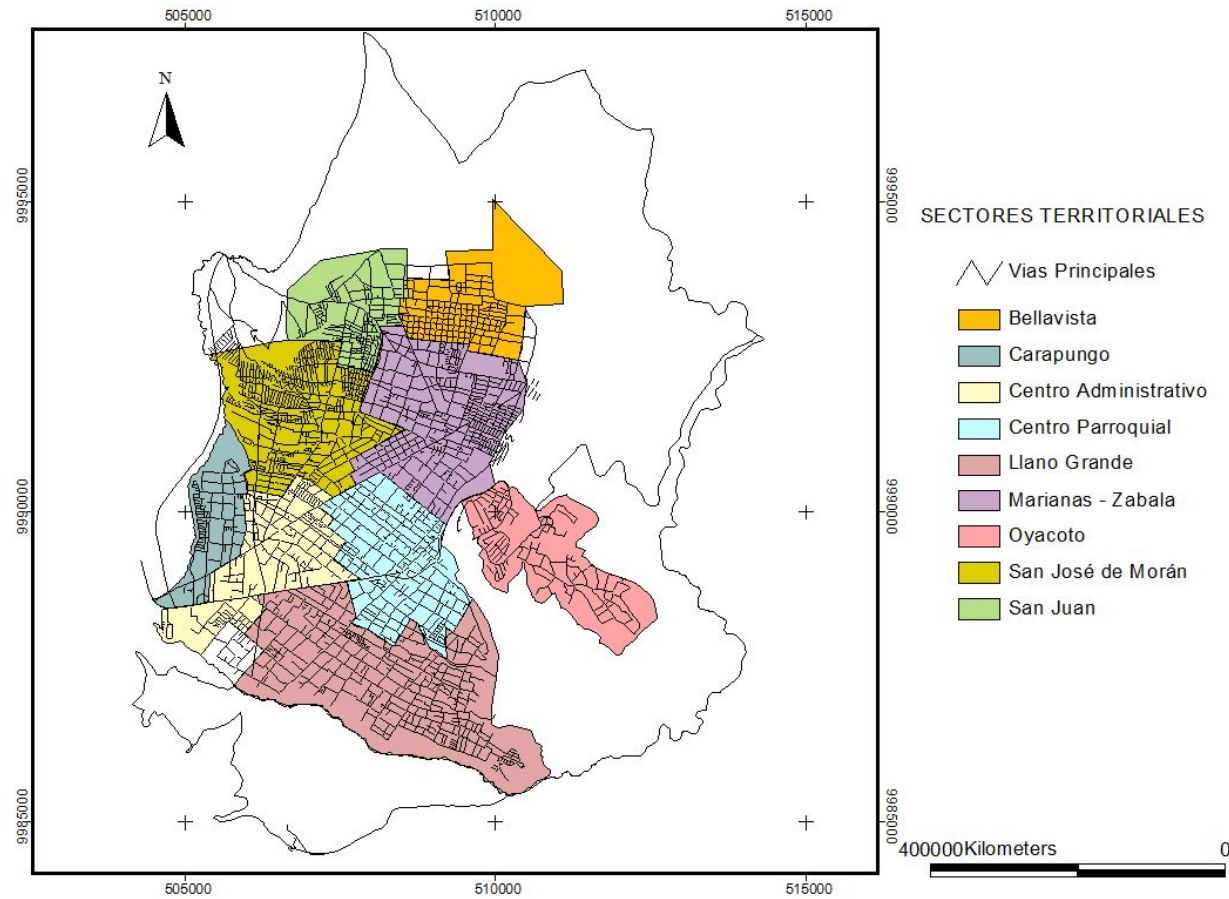 505000 510000 515000
N
9995000
9990000
9985000
9995000
9990000
9985000
505000 510000 515000
SECTORES TERRITORIALES
Vias Principales
Bellavista
Carapungo
Centro Administrativo
Centro Parroquial
Llano Grande
Marianas - Zabala
Oyacoto
San José de Morán
San Juan
400000Kilometers 0